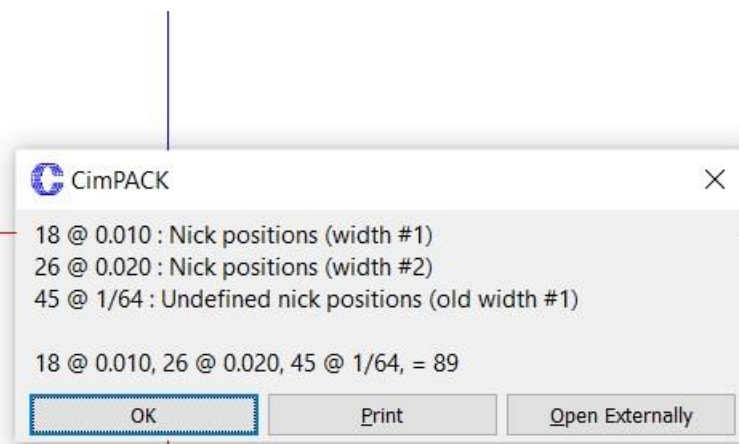 CimPACK
18 @ 0.010 : Nick positions (width #1)
26 @ 0.020 : Nick positions (width #2)
45 @ 1/64 : Undefined nick positions (old width #1)
18 @ 0.010, 26 @ 0.020, 45 @ 1/64, = 89
OK Print Open Externally